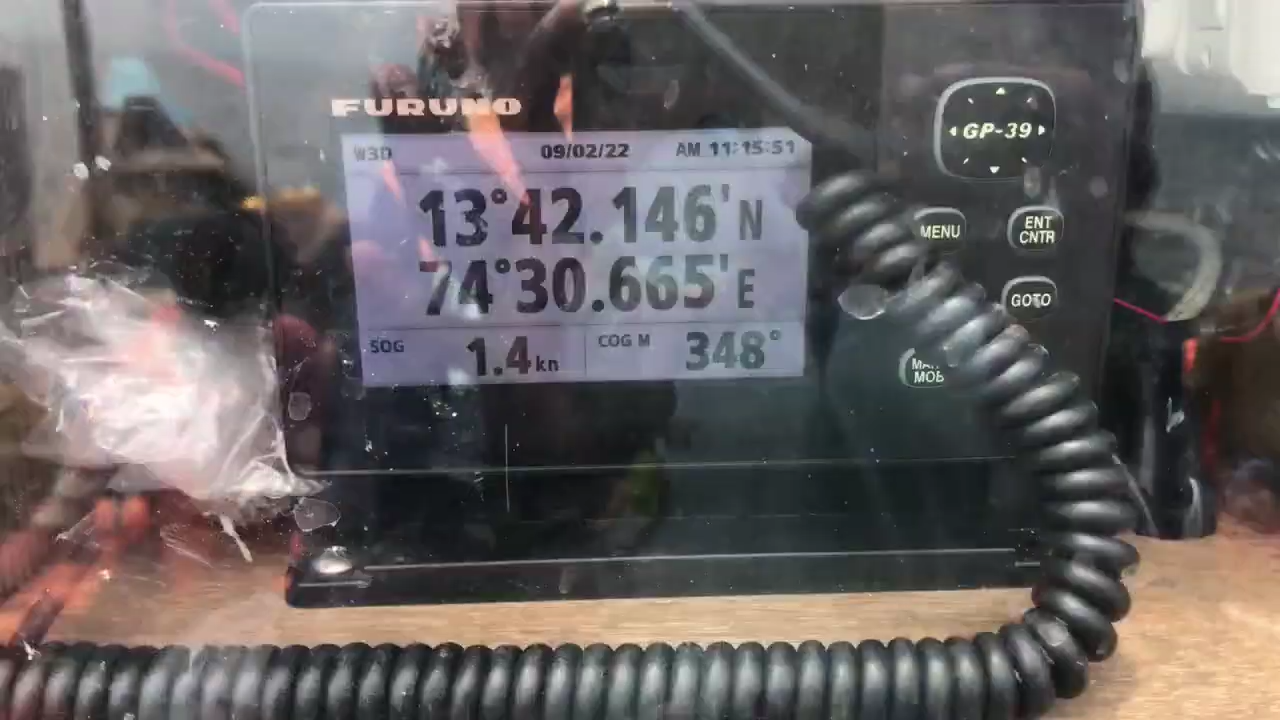 FURUNO
W3D 09/02/22 AM 11:15:51
13°42.146'N
74°30.665'E
SOG 1.4kn COG M 348°
GP-39
MENU
ENT
CNTR
GOTO
MOB